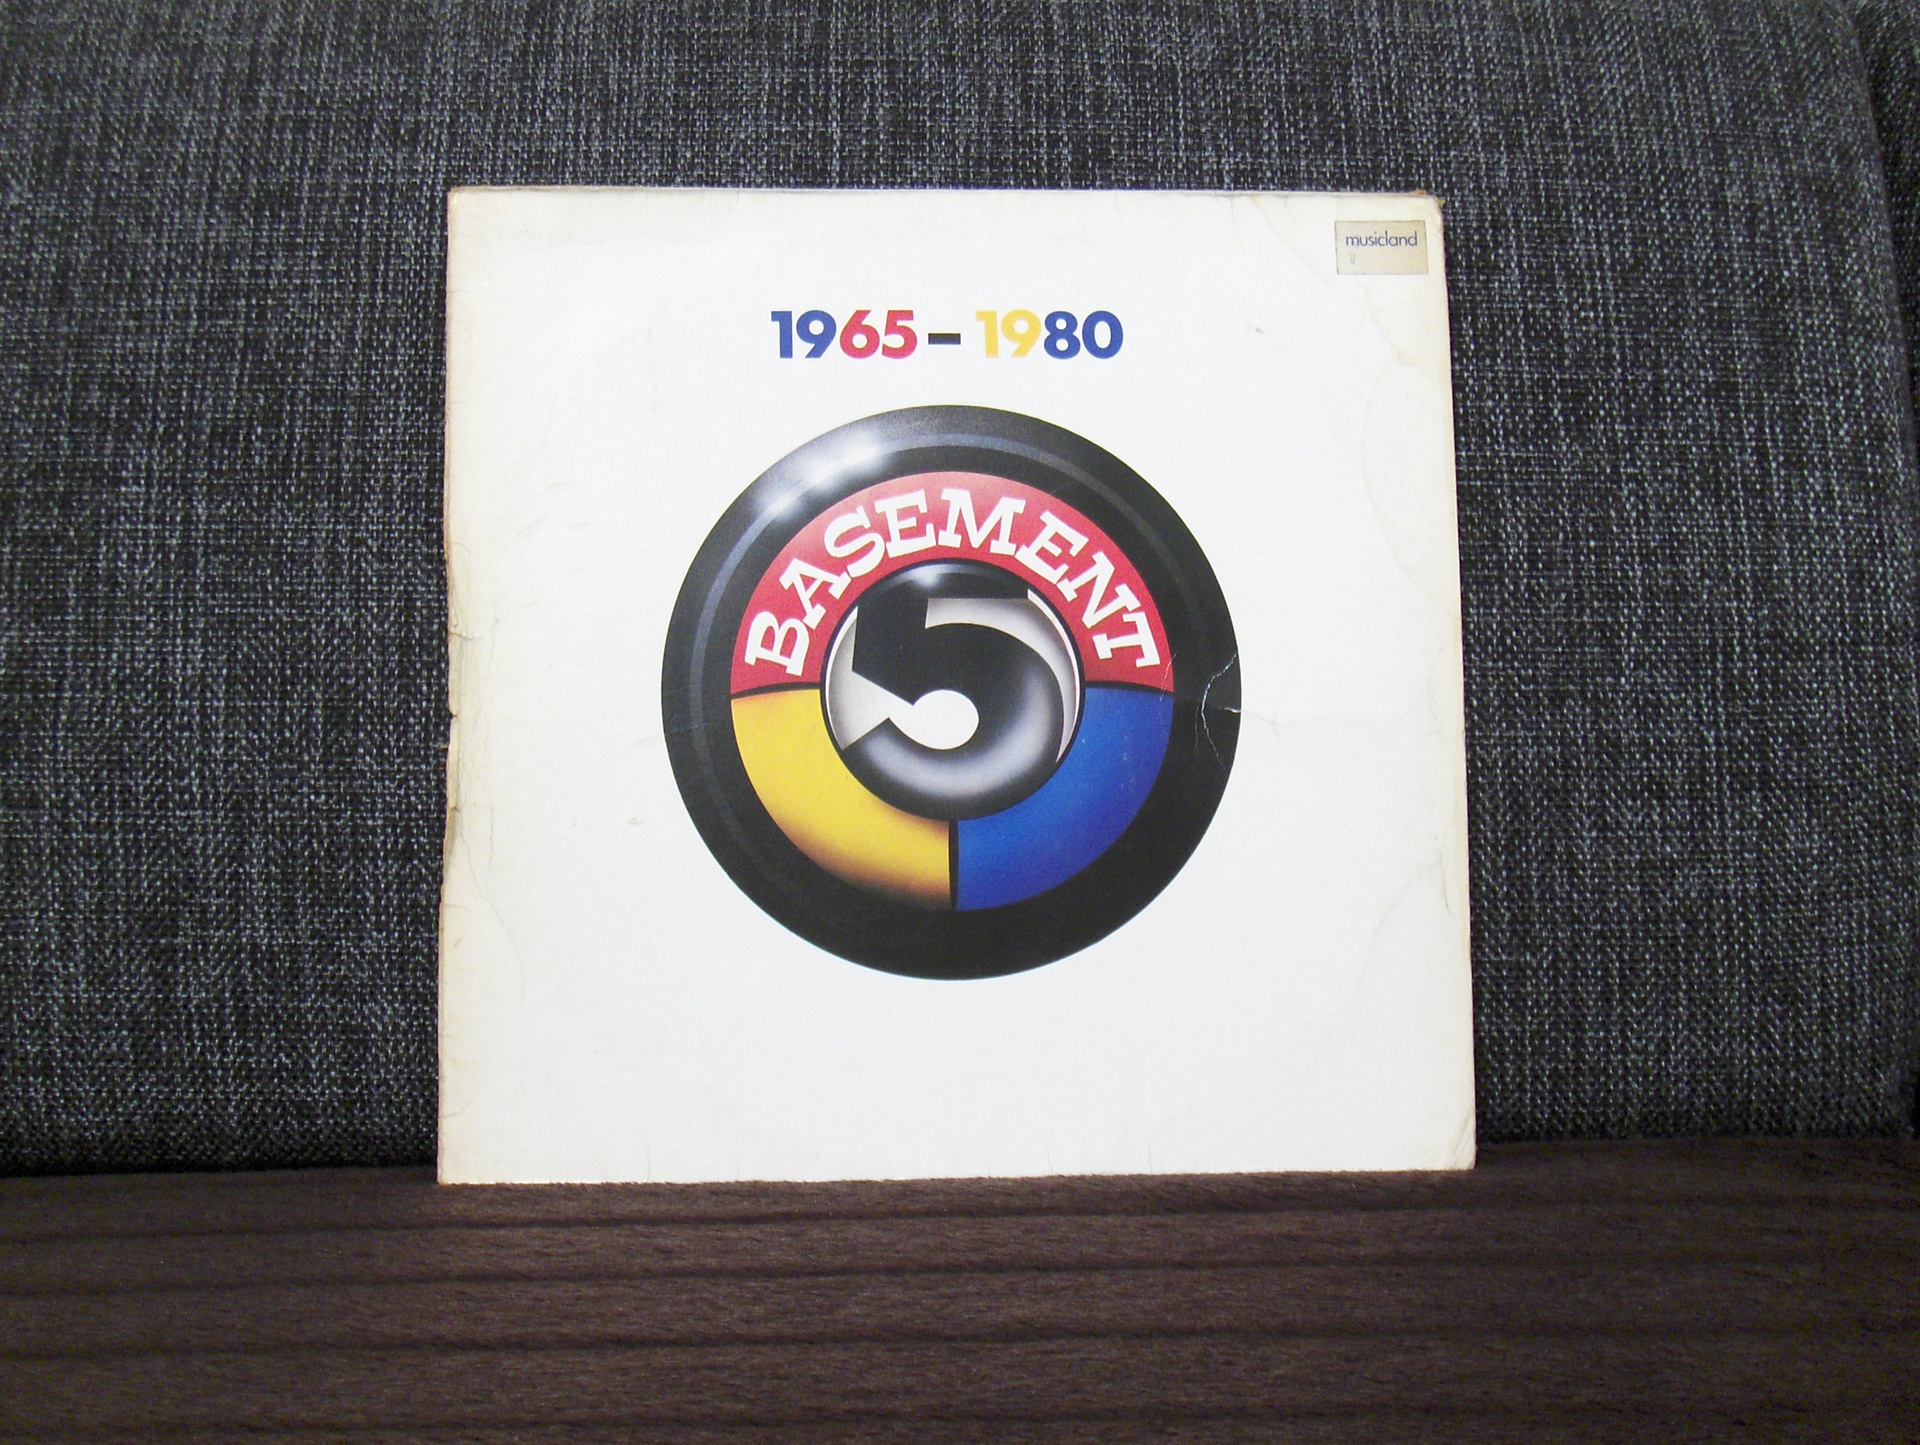 musicland
1965-1980
BASEMENT
5